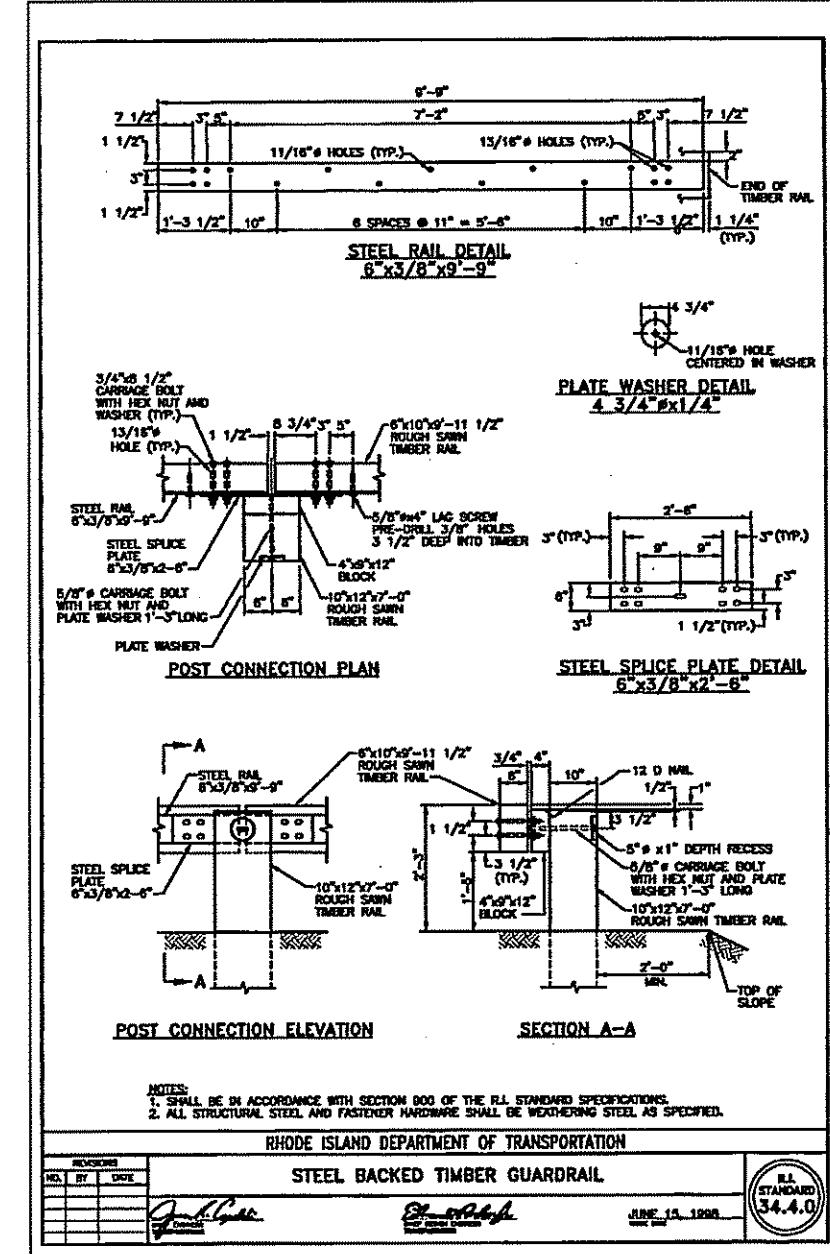 9'-9"
7 1/2" 3" 5" 7'-2" 5" 3" 7 1/2"
1 1/2"
11/16"ø HOLES (TYP.)
13/16"ø HOLES (TYP.)
2"
3"
END OF
TIMBER RAIL
1 1/2"
1'-3 1/2" 10" 6 SPACES @ 11" = 5'-6" 10" 1'-3 1/2" 1 1/4"
(TYP.)
STEEL RAIL DETAIL
6"x3/8"x9'-9"
4 3/4"
11/16"ø HOLE
CENTERED IN WASHER
PLATE WASHER DETAIL
4 3/4"øx1/4"
3/4"x8 1/2"
CARRIAGE BOLT
WITH HEX NUT AND
WASHER (TYP.)
13/16"ø
HOLE (TYP.)
1 1/2" 8 3/4" 3" 5"
6"x10"x9'-11 1/2"
ROUGH SAWN
TIMBER RAIL
STEEL RAIL
6"x3/8"x9'-9"
STEEL SPLICE
PLATE
6"x3/8"x2-6"
5/8"øx4" LAG SCREW
PRE-DRILL 3/8" HOLES
3 1/2" DEEP INTO TIMBER
4"x9"x12"
BLOCK
5/8"ø CARRIAGE BOLT
WITH HEX NUT AND
PLATE WASHER 1'-3"LONG
6" 6"
10"x12"x7'-0"
ROUGH SAWN
TIMBER RAIL
PLATE WASHER
POST CONNECTION PLAN
2'-6"
3"(TYP.) 9" 9" 3"(TYP.)
6"
3"
3"
1 1/2"(TYP.)
STEEL SPLICE PLATE DETAIL
6"x3/8"x2'-6"
A
STEEL RAIL
6"x3/8"x9'-9"
6"x10"x9'-11 1/2"
ROUGH SAWN
TIMBER RAIL
STEEL SPLICE
PLATE
6"x3/8"x2-6"
10"x12"x7'-0"
ROUGH SAWN
TIMBER RAIL
A
POST CONNECTION ELEVATION
3/4" 4"
6" 10"
12 D NAIL
1/2" 1"
3 1/2"
1 1/2"
2'-3"
3 1/2"
(TYP.)
4"x9"x12"
BLOCK
5"ø x1" DEPTH RECESS
5/8"ø CARRIAGE BOLT
WITH HEX NUT AND PLATE
WASHER 1'-3" LONG
10"x12"x7'-0"
ROUGH SAWN TIMBER RAIL
2'-0"
MIN.
TOP OF
SLOPE
SECTION A-A
NOTES:
1. SHALL BE IN ACCORDANCE WITH SECTION 900 OF THE R.I. STANDARD SPECIFICATIONS.
2. ALL STRUCTURAL STEEL AND FASTENER HARDWARE SHALL BE WEATHERING STEEL AS SPECIFIED.
RHODE ISLAND DEPARTMENT OF TRANSPORTATION
REVISIONS
NO. BY DATE
STEEL BACKED TIMBER GUARDRAIL
JUNE 15, 1998
ISSUE DATE
R.I.
STANDARD
34.4.0